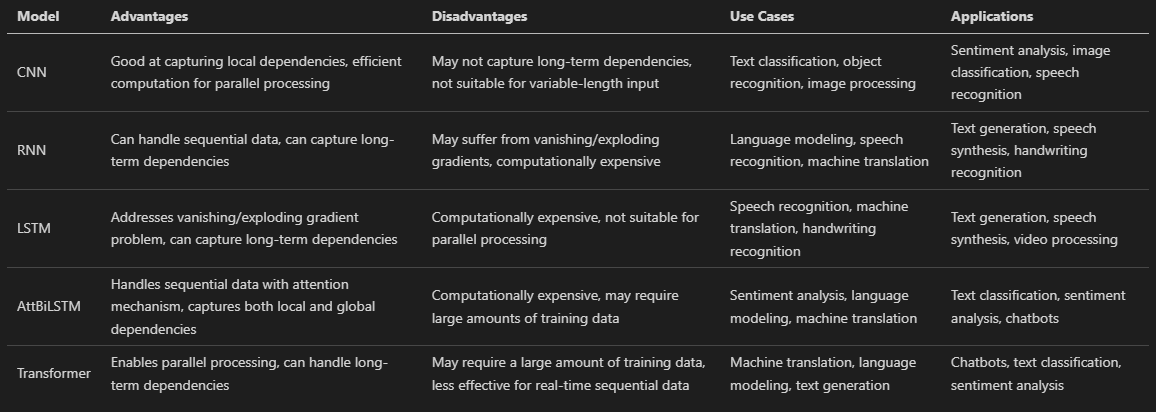 Model Advantages Disadvantages Use Cases Applications
CNN
Good at capturing local dependencies, efficient
computation for parallel processing
May not capture long-term dependencies,
not suitable for variable-length input
Text classification, object
recognition, image processing
Sentiment analysis, image
classification, speech
recognition
RNN
Can handle sequential data, can capture long-
term dependencies
May suffer from vanishing/exploding
gradients, computationally expensive
Language modeling, speech
recognition, machine translation
Text generation, speech
synthesis, handwriting
recognition
LSTM
Addresses vanishing/exploding gradient
problem, can capture long-term dependencies
Computationally expensive, not suitable for
parallel processing
Speech recognition, machine
translation, handwriting
recognition
Text generation, speech
synthesis, video processing
AttBiLSTM
Handles sequential data with attention
mechanism, captures both local and global
dependencies
Computationally expensive, may require
large amounts of training data
Sentiment analysis, language
modeling, machine translation
Text classification, sentiment
analysis, chatbots
Transformer
Enables parallel processing, can handle long-
term dependencies
May require a large amount of training data,
less effective for real-time sequential data
Machine translation, language
modeling, text generation
Chatbots, text classification,
sentiment analysis